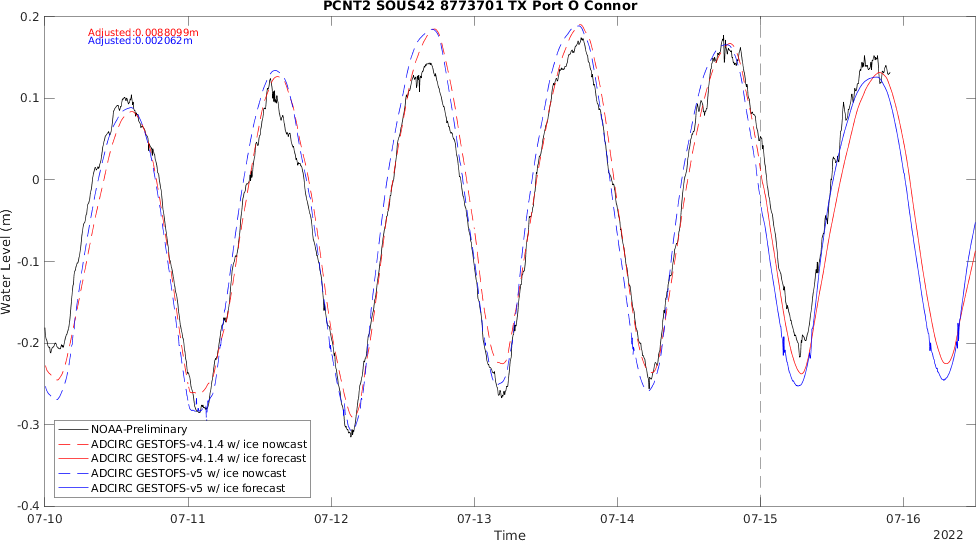 PCNT2 SOUS42 8773701 TX Port O Connor
Adjusted:0.0088099m
Adjusted:0.002062m
0.2
0.1
0
-0.1
-0.2
-0.3
-0.4
Water Level (m)
NOAA-Preliminary
ADCIRC GESTOFS-v4.1.4 w/ ice nowcast
ADCIRC GESTOFS-v4.1.4 w/ ice forecast
ADCIRC GESTOFS-v5 w/ ice nowcast
ADCIRC GESTOFS-v5 w/ ice forecast
07-10 07-11 07-12 07-13 07-14 07-15 07-16
Time
2022